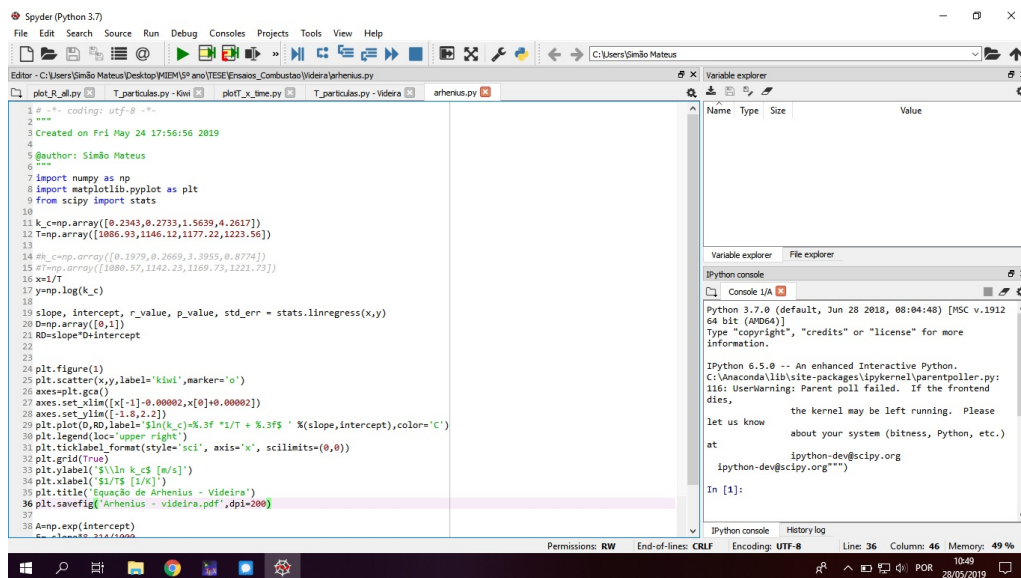 Spyder (Python 3.7)
File Edit Search Source Run Debug Consoles Projects Tools View Help
C:\Users\Simão Mateus
Editor - C:\Users\Simão Mateus\Desktop\MIEM\5º ano\TESE\Ensaios_Combustao\Videira\arhenius.py
plot_R_all.py T_particulas.py - Kiwi plotT_x_time.py T_particulas.py - Videira arhenius.py
1 # -*- coding: utf-8 -*-
2 """
3 Created on Fri May 24 17:56:56 2019
4
5 @author: Simão Mateus
6 """
7 import numpy as np
8 import matplotlib.pyplot as plt
9 from scipy import stats
10
11 k_c=np.array([0.2343,0.2733,1.5639,4.2617])
12 T=np.array([1086.93,1146.12,1177.22,1223.56])
13
14 #k_c=np.array([0.1979,0.2669,3.3955,0.8774])
15 #T=np.array([1080.57,1142.23,1169.73,1221.73])
16 x=1/T
17 y=np.log(k_c)
18
19 slope, intercept, r_value, p_value, std_err = stats.linregress(x,y)
20 D=np.array([0,1])
21 RD=slope*D+intercept
22
23
24 plt.figure(1)
25 plt.scatter(x,y,label='kiwi',marker='o')
26 axes=plt.gca()
27 axes.set_xlim([x[-1]-0.00002,x[0]+0.00002])
28 axes.set_ylim([-1.8,2.2])
29 plt.plot(D,RD,label='$ln(k_c)=%.3f *1/T + %.3f$ ' %(slope,intercept),color='C')
30 plt.legend(loc='upper right')
31 plt.ticklabel_format(style='sci', axis='x', scilimits=(0,0))
32 plt.grid(True)
33 plt.ylabel('$\\ln k_c$ [m/s]')
34 plt.xlabel('$1/T$ [1/K]')
35 plt.title('Equação de Arhenius - Videira')
36 plt.savefig('Arhenius - videira.pdf',dpi=200)
37
38 A=np.exp(intercept)
Variable explorer
Name Type Size Value
Variable explorer File explorer
IPython console
Console 1/A
Python 3.7.0 (default, Jun 28 2018, 08:04:48) [MSC v.1912
64 bit (AMD64)]
Type "copyright", "credits" or "license" for more
information.
IPython 6.5.0 -- An enhanced Interactive Python.
C:\Anaconda\lib\site-packages\ipykernel\parentpoller.py:
116: UserWarning: Parent poll failed. If the frontend
dies,
the kernel may be left running. Please
let us know
about your system (bitness, Python, etc.)
at
ipython-dev@scipy.org
ipython-dev@scipy.org""")
In [1]:
IPython console History log
Permissions: RW End-of-lines: CRLF Encoding: UTF-8 Line: 36 Column: 46 Memory: 49 %
POR
10:49
28/05/2019